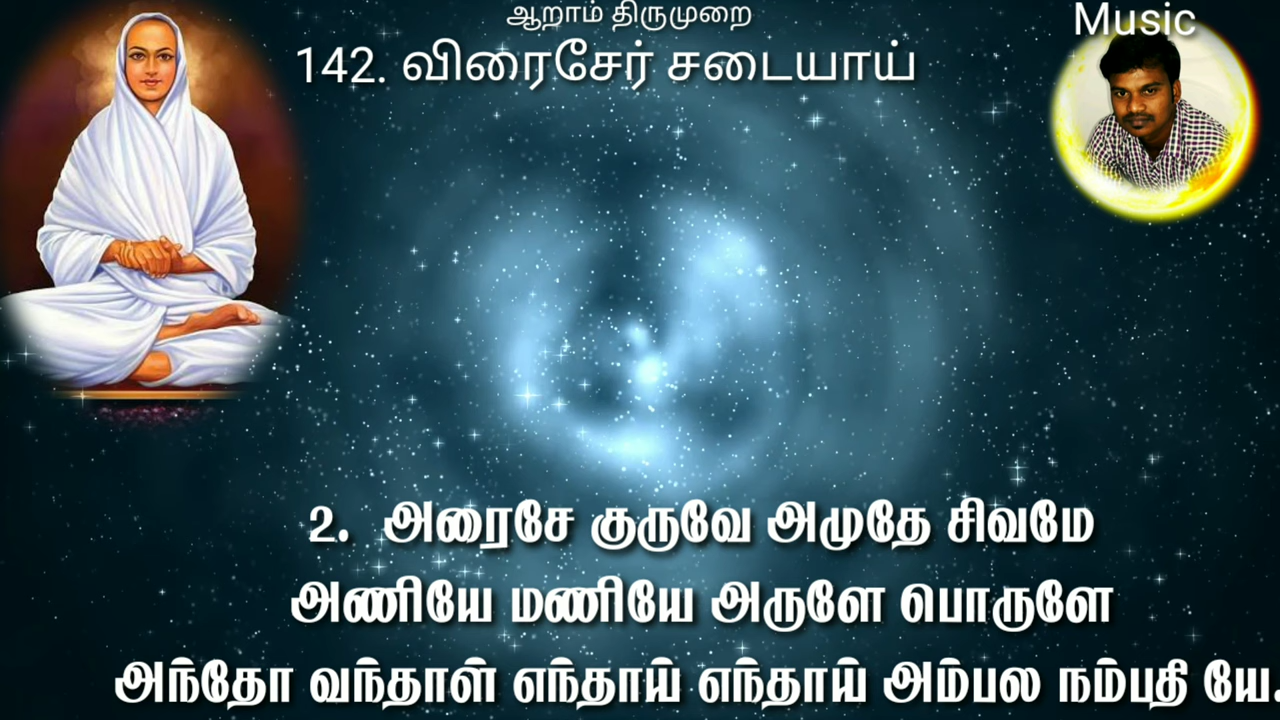 ஆறாம் திருமுறை
Music
142. விரைசேர் சடையாய்
2. அரைசே குருவே அமுதே சிவமே
அணியே மணியே அருளே பொருளே
அந்தோ வந்தாள் எந்தாய் எந்தாய் அம்பல நம்பதி யே.